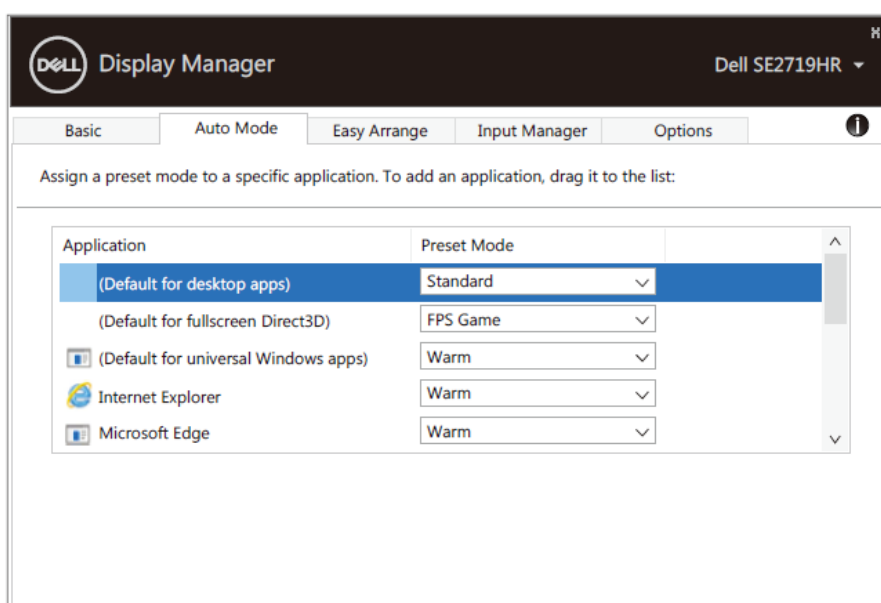 DELL Display Manager
Dell SE2719HR
Basic Auto Mode Easy Arrange Input Manager Options
Assign a preset mode to a specific application. To add an application, drag it to the list:
Application Preset Mode
(Default for desktop apps) Standard
(Default for fullscreen Direct3D) FPS Game
(Default for universal Windows apps) Warm
Internet Explorer Warm
Microsoft Edge Warm